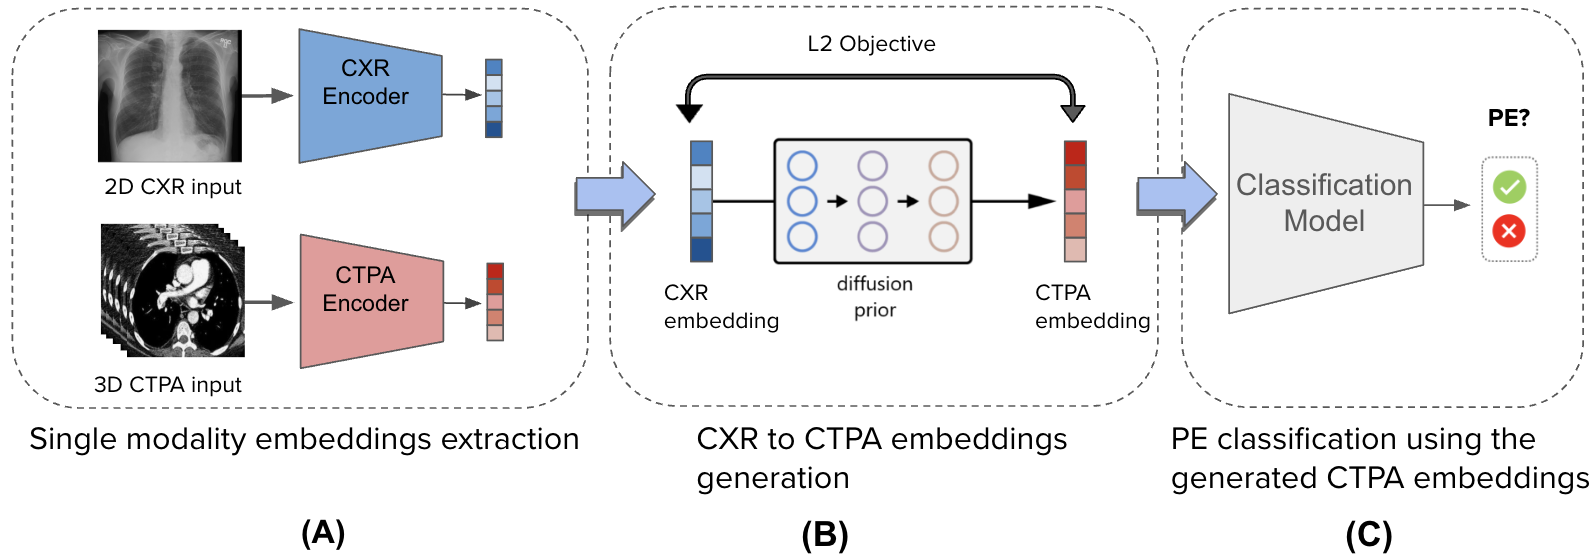 CXR
Encoder
2D CXR input
CTPA
Encoder
3D CTPA input
Single modality embeddings extraction
(A)
L2 Objective
CXR
embedding
diffusion
prior
CTPA
embedding
CXR to CTPA embeddings
generation
(B)
Classification
Model
PE?
PE classification using the
generated CTPA embeddings
(C)